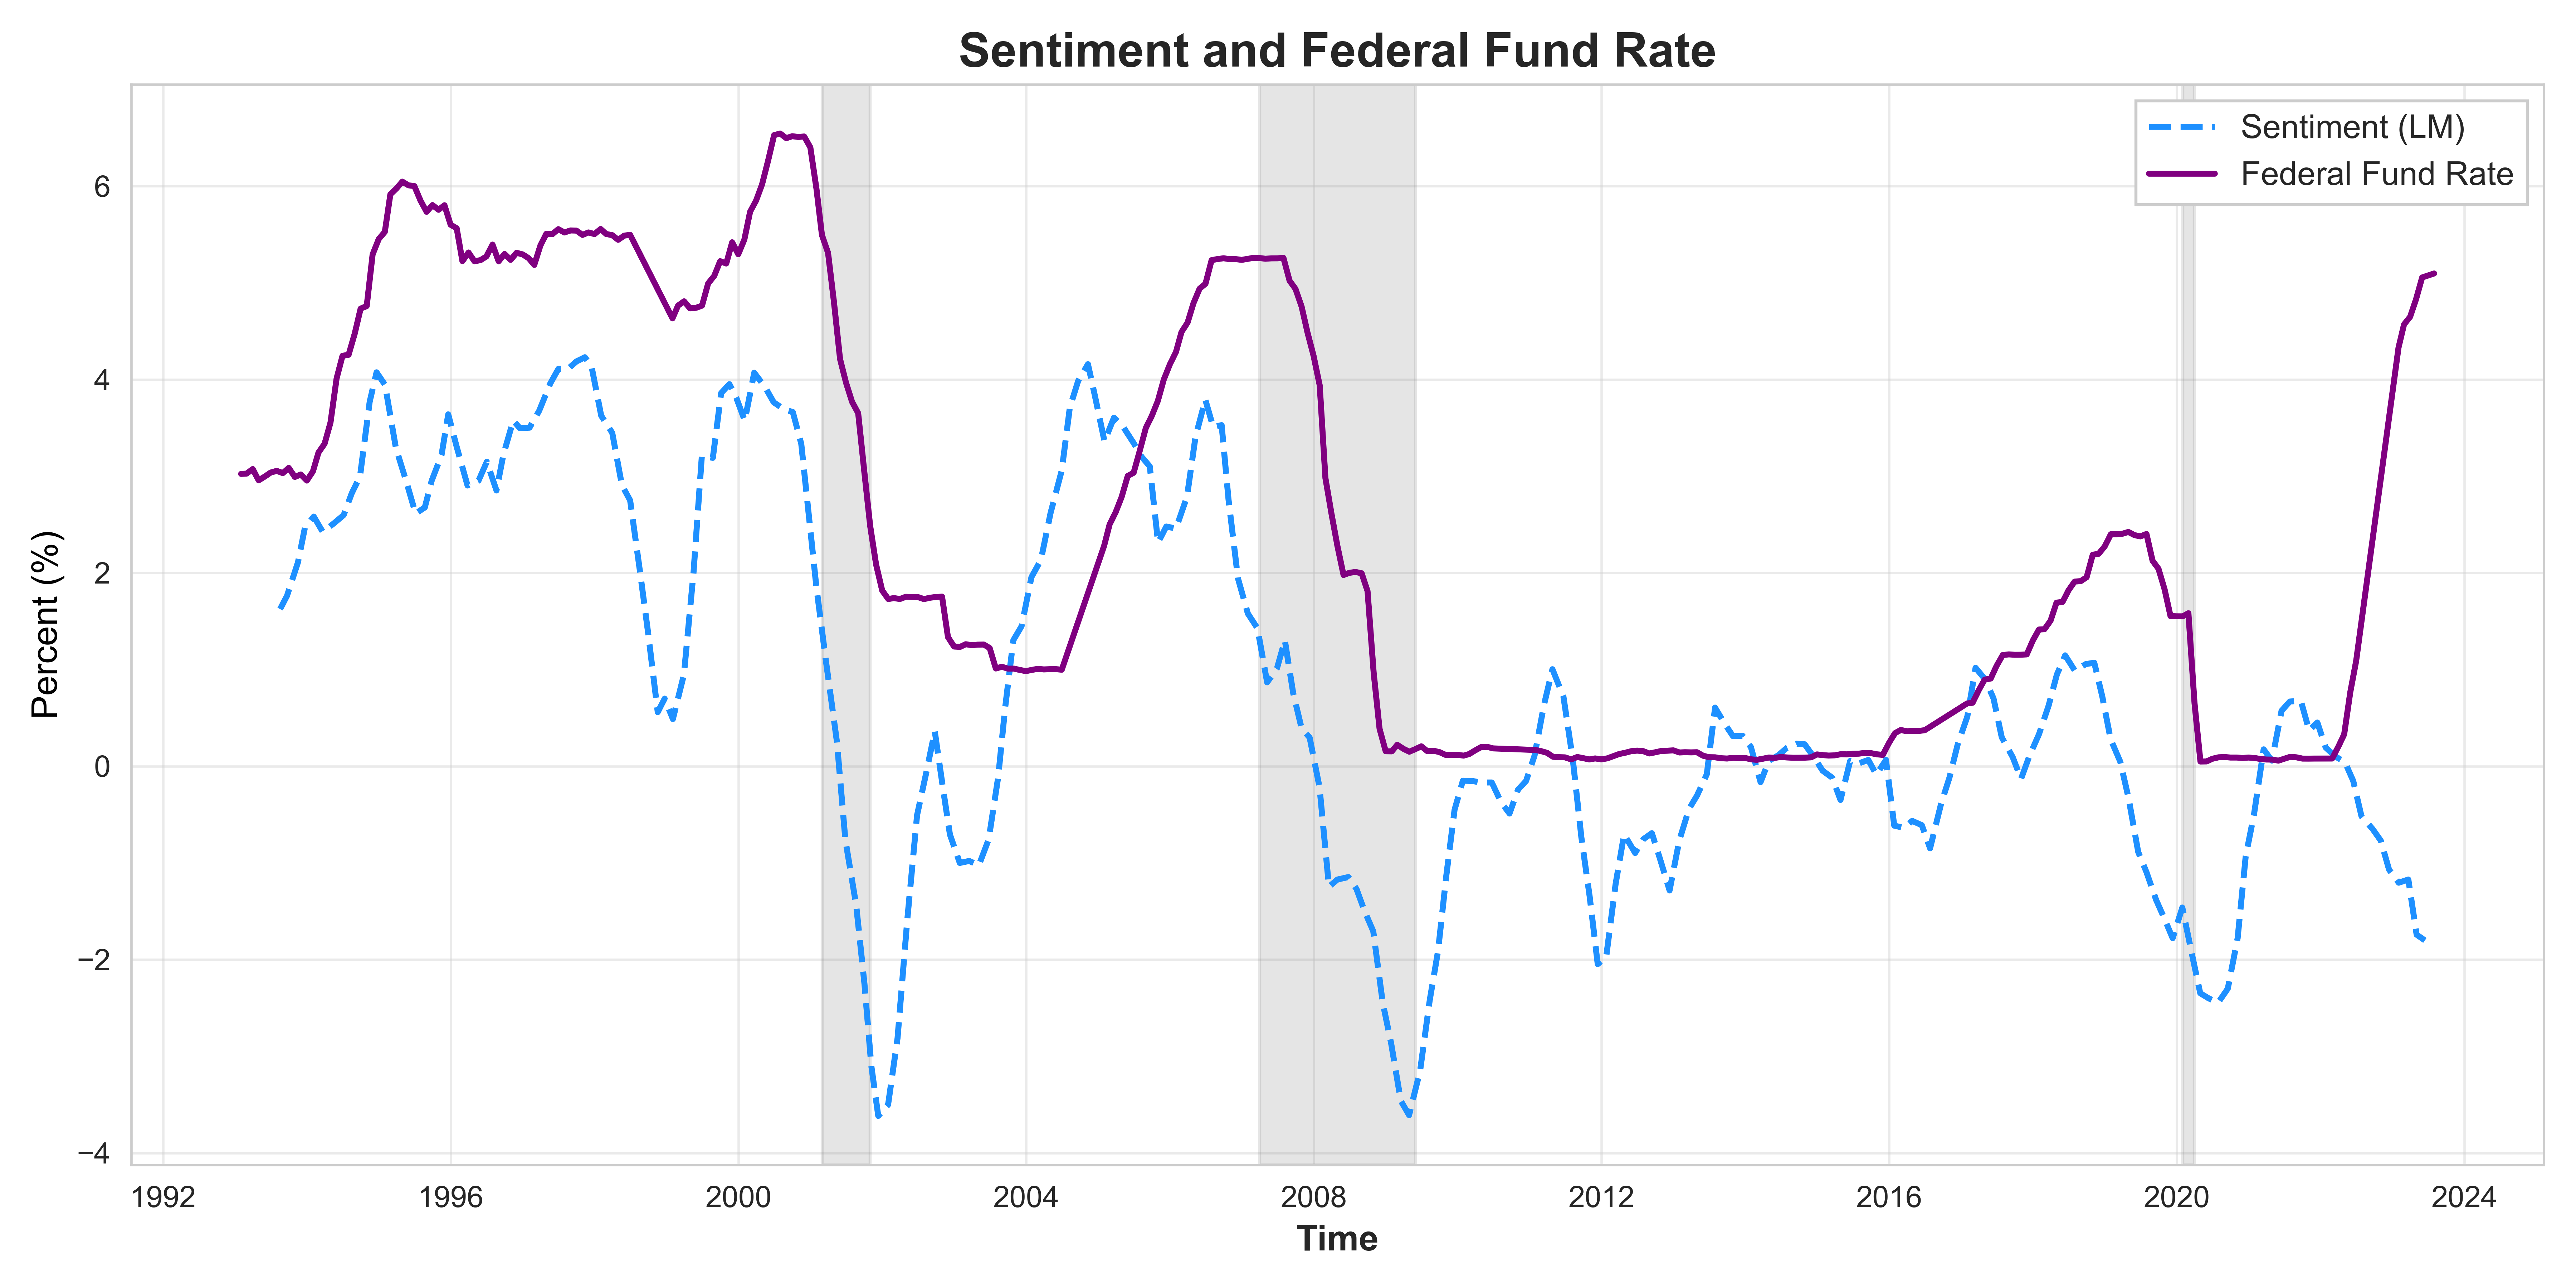 Sentiment and Federal Fund Rate
Sentiment (LM)
Federal Fund Rate
Percent (%)
6
4
2
0
−2
−4
1992 1996 2000 2004 2008 2012 2016 2020 2024
Time